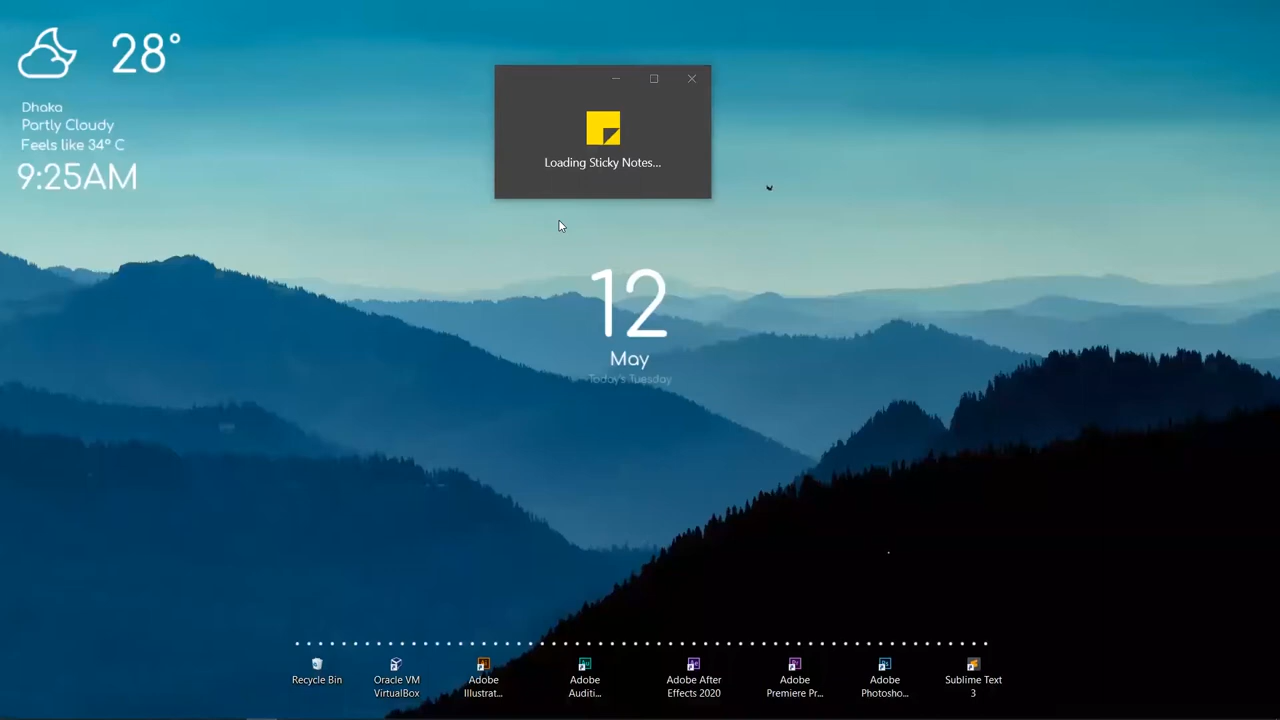 28°
Dhaka
Partly Cloudy
Feels like 34° C
9:25AM
Loading Sticky Notes...
12
May
Today's Tuesday
Recycle Bin
Oracle VM
VirtualBox
Adobe
Illustrat...
Adobe
Auditi...
Adobe After
Effects 2020
Adobe
Premiere Pr...
Adobe
Photosho...
Sublime Text
3